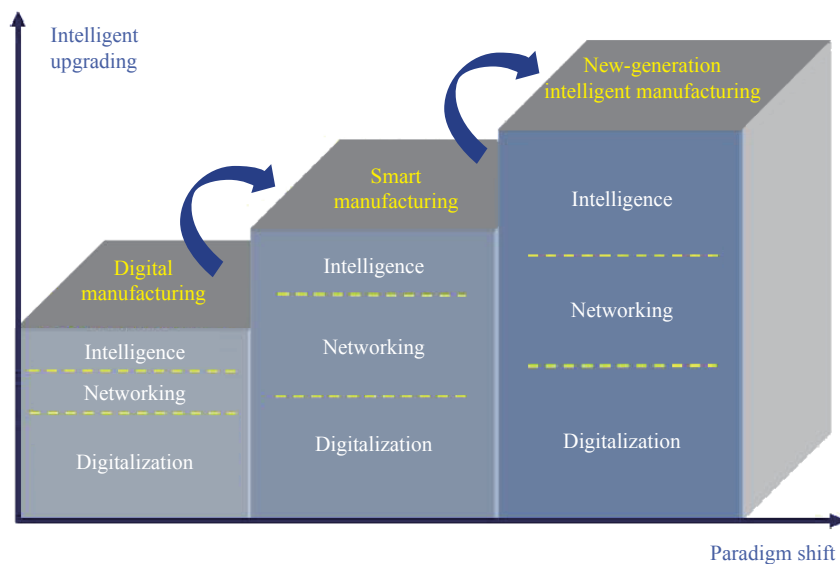 Intelligent
upgrading
New-generation
intelligent manufacturing
Smart
manufacturing
Digital
manufacturing
Intelligence
Networking
Digitalization
Intelligence
Networking
Digitalization
Intelligence
Networking
Digitalization
Paradigm shift